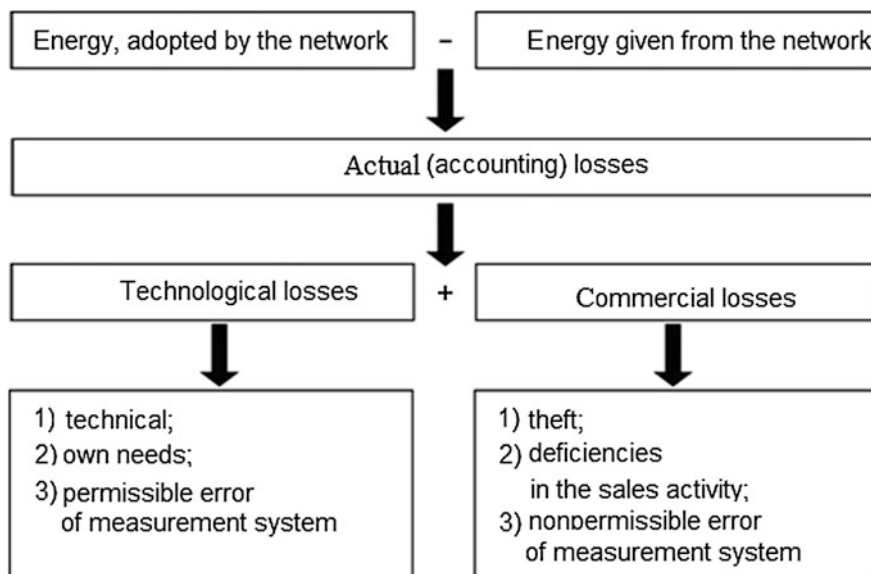 Energy, adopted by the network – Energy given from the network
Actual (accounting) losses
Technological losses + Commercial losses
1) technical;
2) own needs;
3) permissible error
of measurement system
1) theft;
2) deficiencies
in the sales activity;
3) nonpermissible error
of measurement system